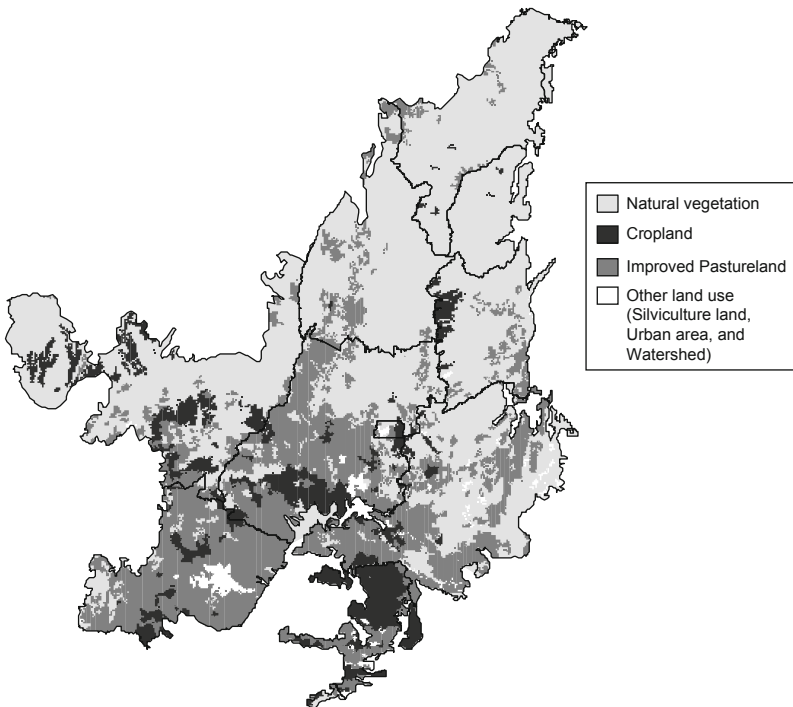 Natural vegetation
Cropland
Improved Pastureland
Other land use
(Silviculture land,
Urban area, and
Watershed)